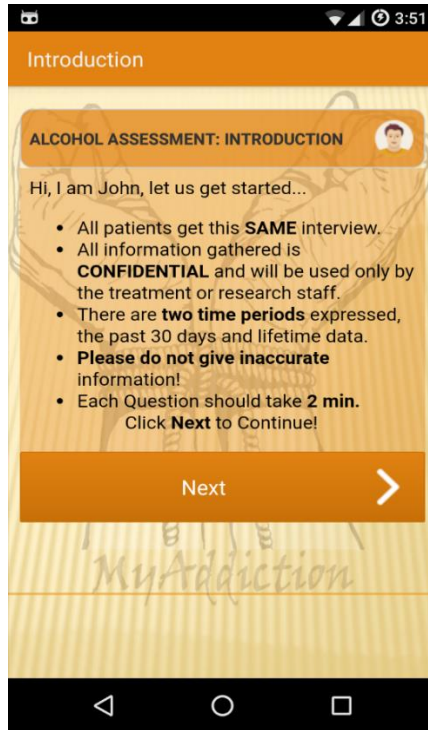 3:51
Introduction
ALCOHOL ASSESSMENT: INTRODUCTION
Hi, I am John, let us get started...
• All patients get this SAME interview.
• All information gathered is
CONFIDENTIAL and will be used only by
the treatment or research staff.
• There are two time periods expressed,
the past 30 days and lifetime data.
• Please do not give inaccurate
information!
• Each Question should take 2 min.
Click Next to Continue!
Next
MyAddiction